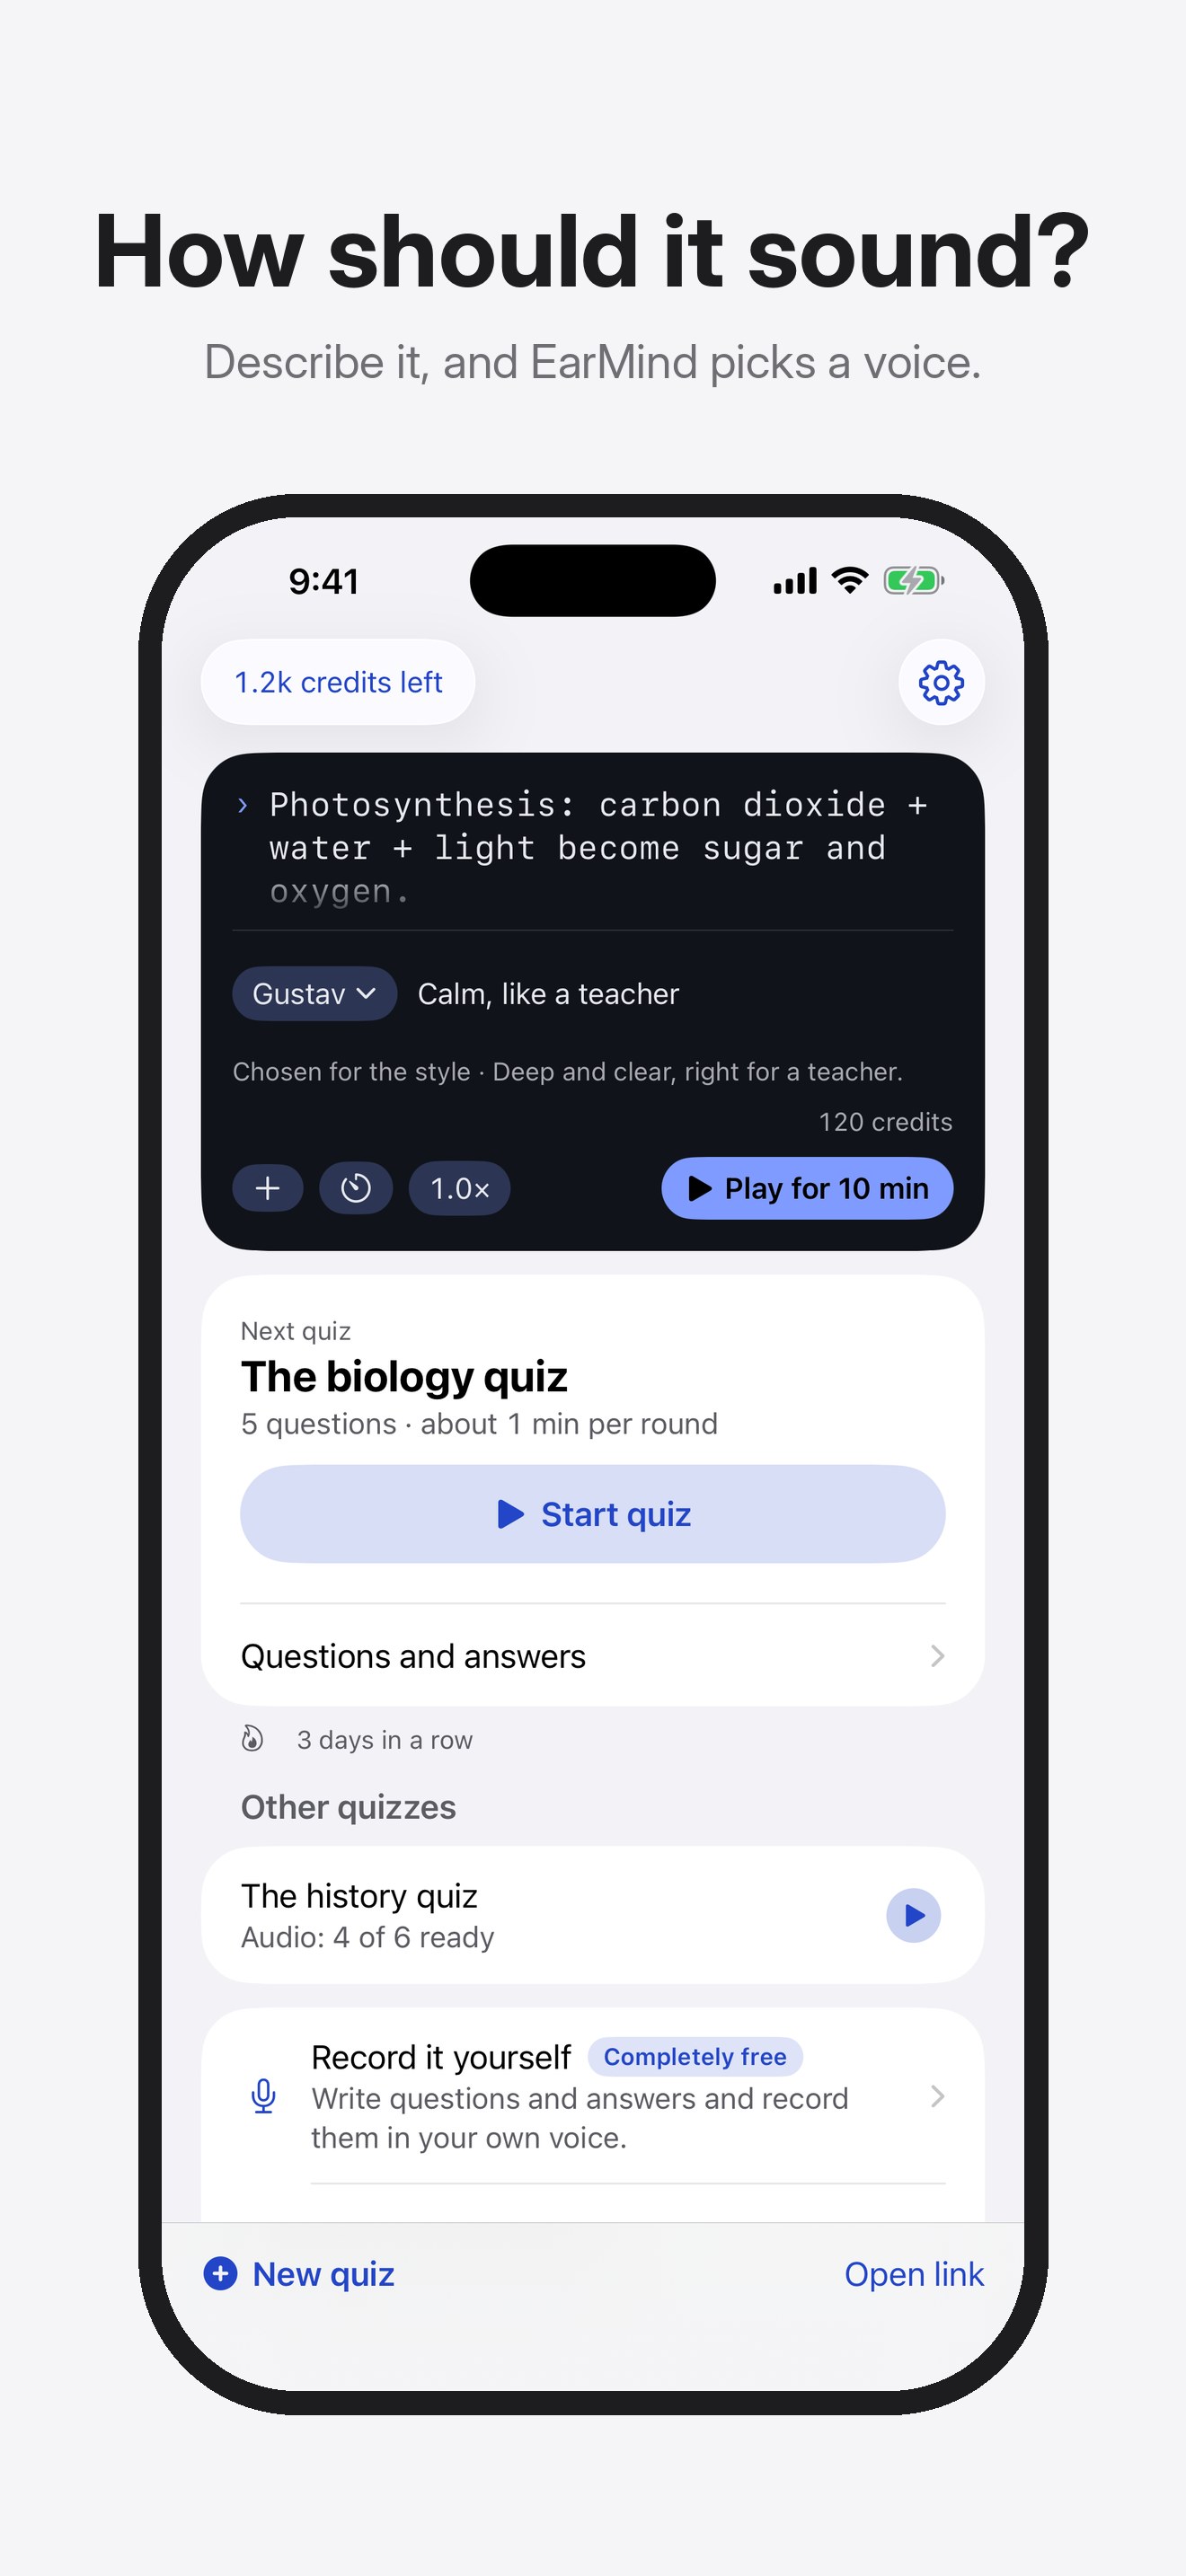 How should it sound?
Describe it, and EarMind picks a voice.
9:41
1.2k credits left
› Photosynthesis: carbon dioxide +
water + light become sugar and
oxygen.
Gustav Calm, like a teacher
Chosen for the style · Deep and clear, right for a teacher.
120 credits
1.0× Play for 10 min
Next quiz
The biology quiz
5 questions · about 1 min per round
Start quiz
Questions and answers
3 days in a row
Other quizzes
The history quiz
Audio: 4 of 6 ready
Record it yourself Completely free
Write questions and answers and record
them in your own voice.
New quiz Open link